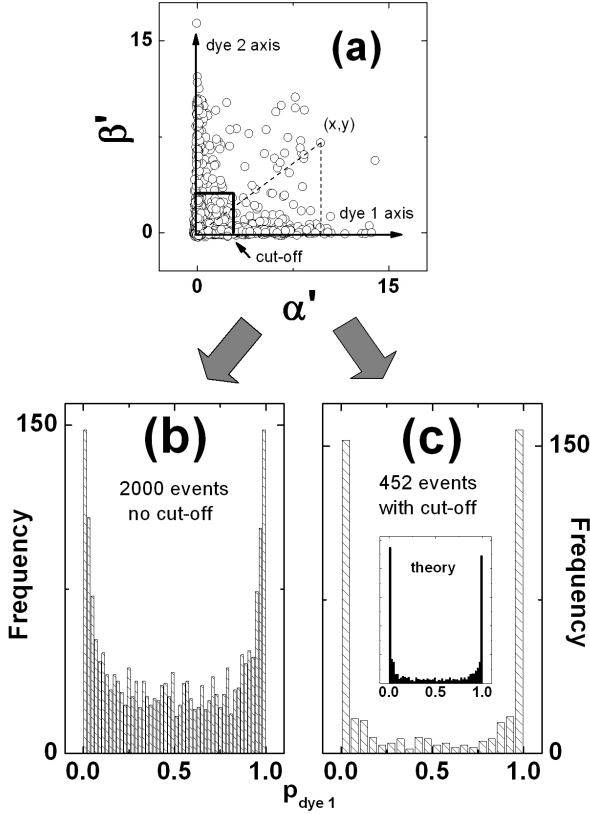 (a)
15
dye 2 axis
β'
(x,y)
dye 1 axis
0
cut-off
0
15
α'
150
(b)
2000 events
no cut-off
Frequency
0
0.0
0.5
1.0
(c)
150
452 events
with cut-off
theory
0.0
0.5
1.0
Frequency
0
0.0
0.5
1.0
p dye 1